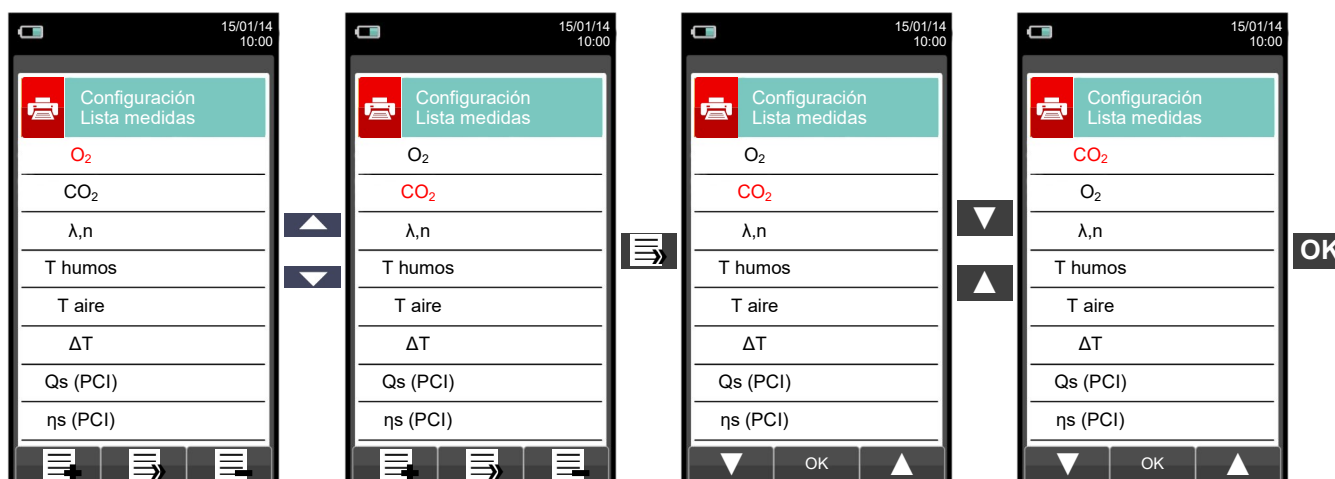 15/01/14
10:00
Configuración
Lista medidas
O₂
CO₂
λ,n
T humos
T aire
ΔT
Qs (PCI)
ηs (PCI)
15/01/14
10:00
Configuración
Lista medidas
O₂
CO₂
λ,n
T humos
T aire
ΔT
Qs (PCI)
ηs (PCI)
15/01/14
10:00
Configuración
Lista medidas
O₂
CO₂
λ,n
T humos
T aire
ΔT
Qs (PCI)
ηs (PCI)
OK
15/01/14
10:00
Configuración
Lista medidas
CO₂
O₂
λ,n
T humos
T aire
ΔT
Qs (PCI)
ηs (PCI)
OK
OK